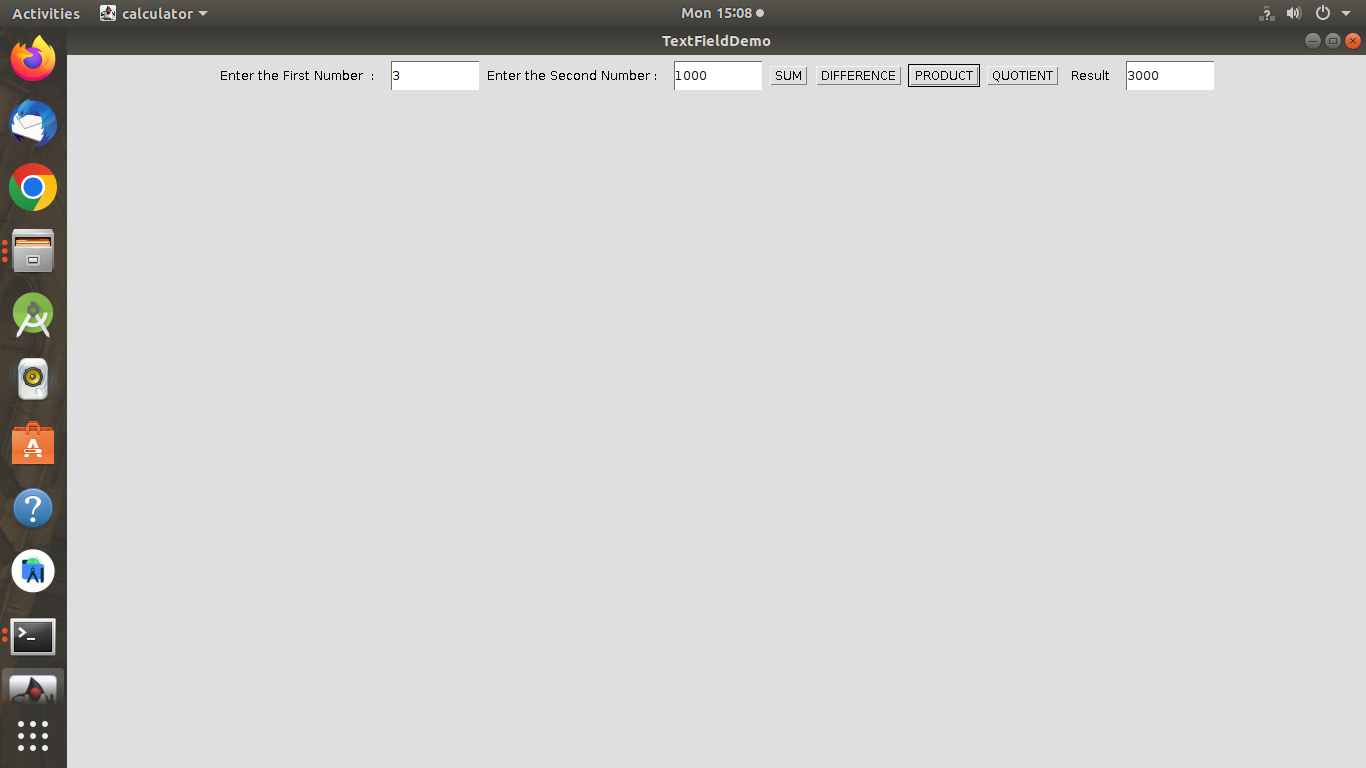 Activities calculator Mon 15:08
TextFieldDemo
Enter the First Number : 3 Enter the Second Number : 1000 SUM DIFFERENCE PRODUCT QUOTIENT Result 3000